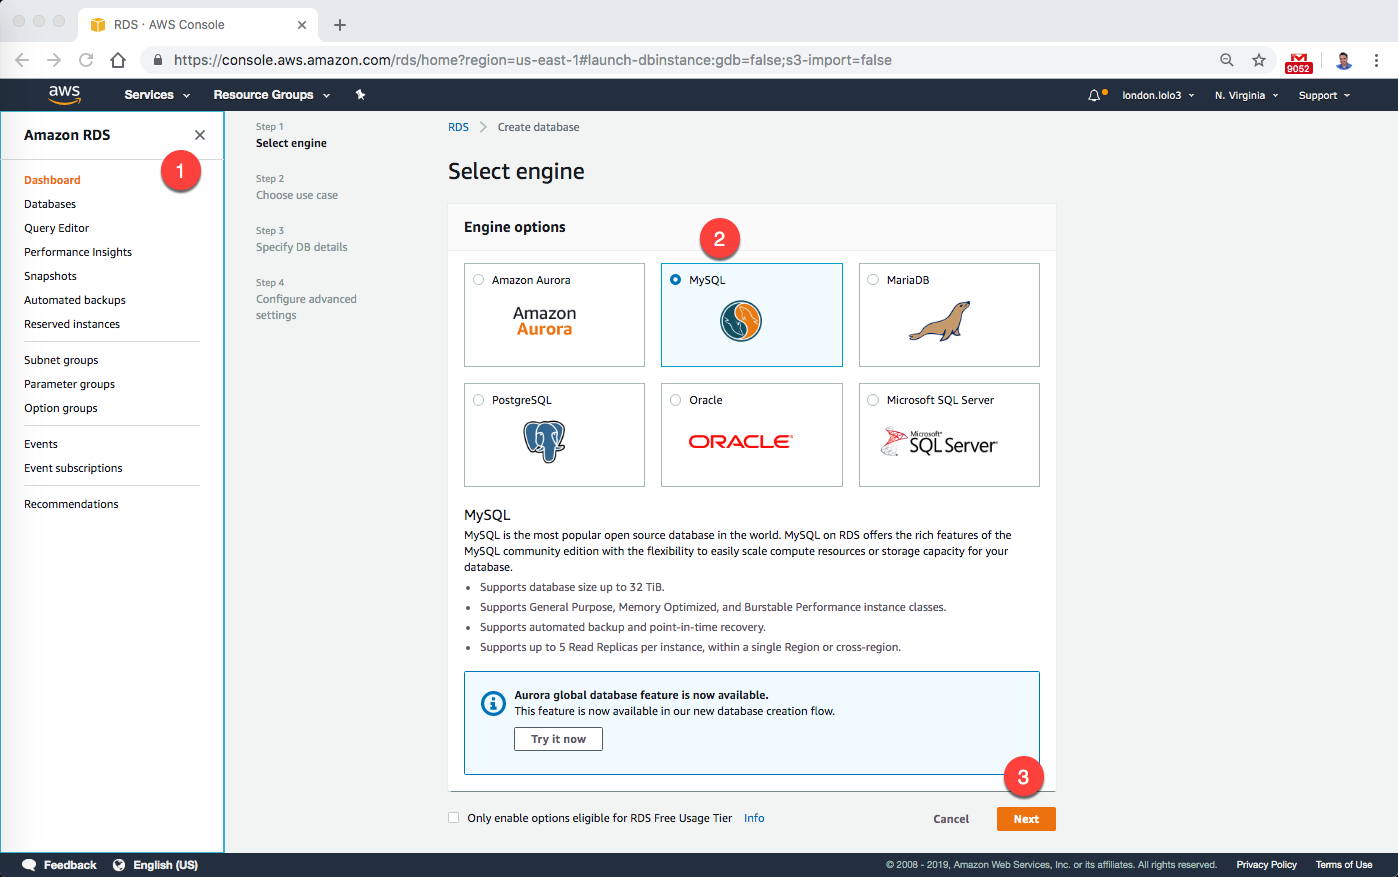 RDS · AWS Console
https://console.aws.amazon.com/rds/home?region=us-east-1#launch-dbinstance:gdb=false;s3-import=false
9052
aws
Services
Resource Groups
london.lolo3
N. Virginia
Support
Amazon RDS
1
Dashboard
Databases
Query Editor
Performance Insights
Snapshots
Automated backups
Reserved instances
Subnet groups
Parameter groups
Option groups
Events
Event subscriptions
Recommendations
Step 1
Select engine
Step 2
Choose use case
Step 3
Specify DB details
Step 4
Configure advanced
settings
RDS
Create database
Select engine
Engine options
2
Amazon Aurora
Amazon
Aurora
MySQL
MariaDB
PostgreSQL
Oracle
ORACLE
Microsoft SQL Server
Microsoft
SQL Server
MySQL
MySQL is the most popular open source database in the world. MySQL on RDS offers the rich features of the
MySQL community edition with the flexibility to easily scale compute resources or storage capacity for your
database.
• Supports database size up to 32 TiB.
• Supports General Purpose, Memory Optimized, and Burstable Performance instance classes.
• Supports automated backup and point-in-time recovery.
• Supports up to 5 Read Replicas per instance, within a single Region or cross-region.
Aurora global database feature is now available.
This feature is now available in our new database creation flow.
Try it now
3
Only enable options eligible for RDS Free Usage Tier Info
Cancel
Next
Feedback
English (US)
© 2008 - 2019, Amazon Web Services, Inc. or its affiliates. All rights reserved.
Privacy Policy
Terms of Use